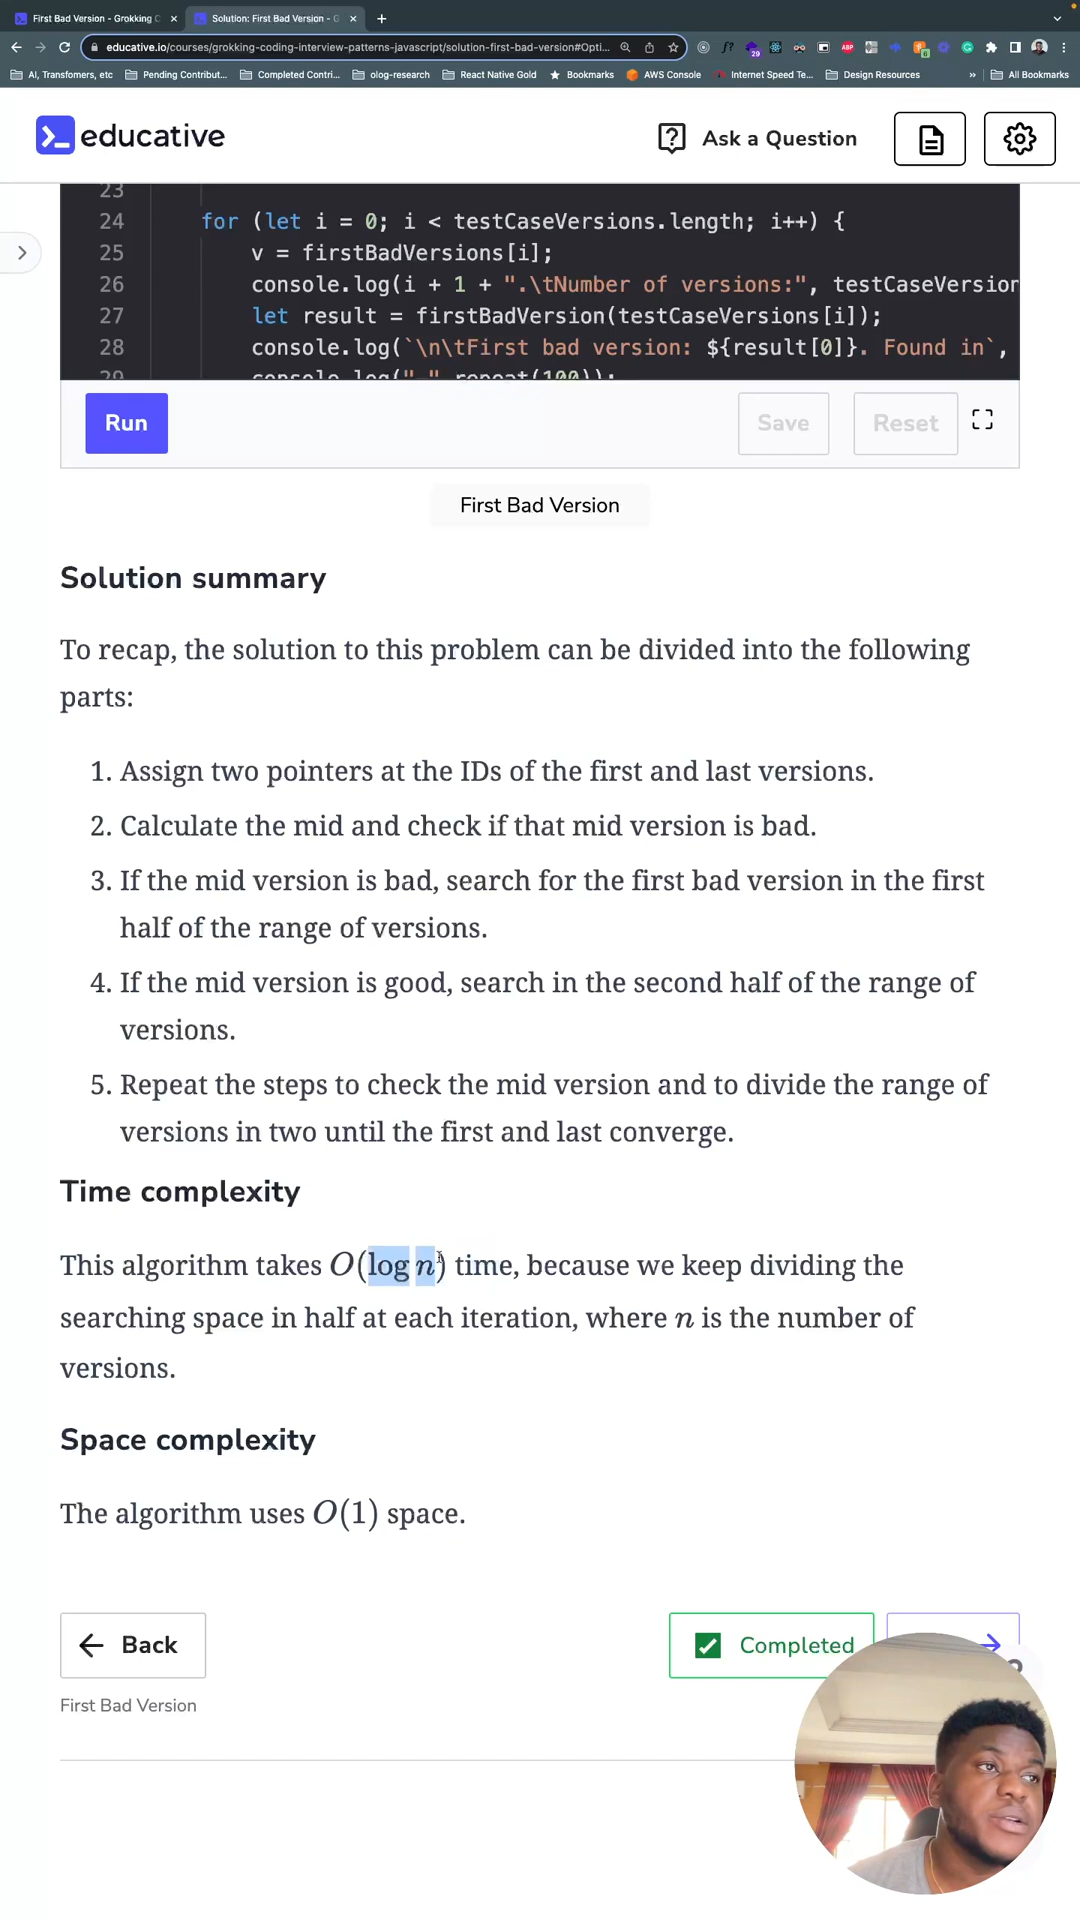 First Bad Version - Grokking C
Solution: First Bad Version - G
educative.io/courses/grokking-coding-interview-patterns-javascript/solution-first-bad-version#Opti...
AI, Transfomers, etc
Pending Contribut...
Completed Contri...
olog-research
React Native Gold
Bookmarks
AWS Console
Internet Speed Te...
Design Resources
»
All Bookmarks
educative
Ask a Question
23
24 for (let i = 0; i < testCaseVersions.length; i++) {
25 v = firstBadVersions[i];
26 console.log(i + 1 + ".\tNumber of versions:", testCaseVersion
27 let result = firstBadVersion(testCaseVersions[i]);
28 console.log(`\n\tFirst bad version: ${result[0]}. Found in`,
29 console.log("-".repeat(100));
Run
Save
Reset
First Bad Version
Solution summary
To recap, the solution to this problem can be divided into the following
parts:
1. Assign two pointers at the IDs of the first and last versions.
2. Calculate the mid and check if that mid version is bad.
3. If the mid version is bad, search for the first bad version in the first
half of the range of versions.
4. If the mid version is good, search in the second half of the range of
versions.
5. Repeat the steps to check the mid version and to divide the range of
versions in two until the first and last converge.
Time complexity
This algorithm takes O(log n) time, because we keep dividing the
searching space in half at each iteration, where n is the number of
versions.
Space complexity
The algorithm uses O(1) space.
Back
Completed
First Bad Version